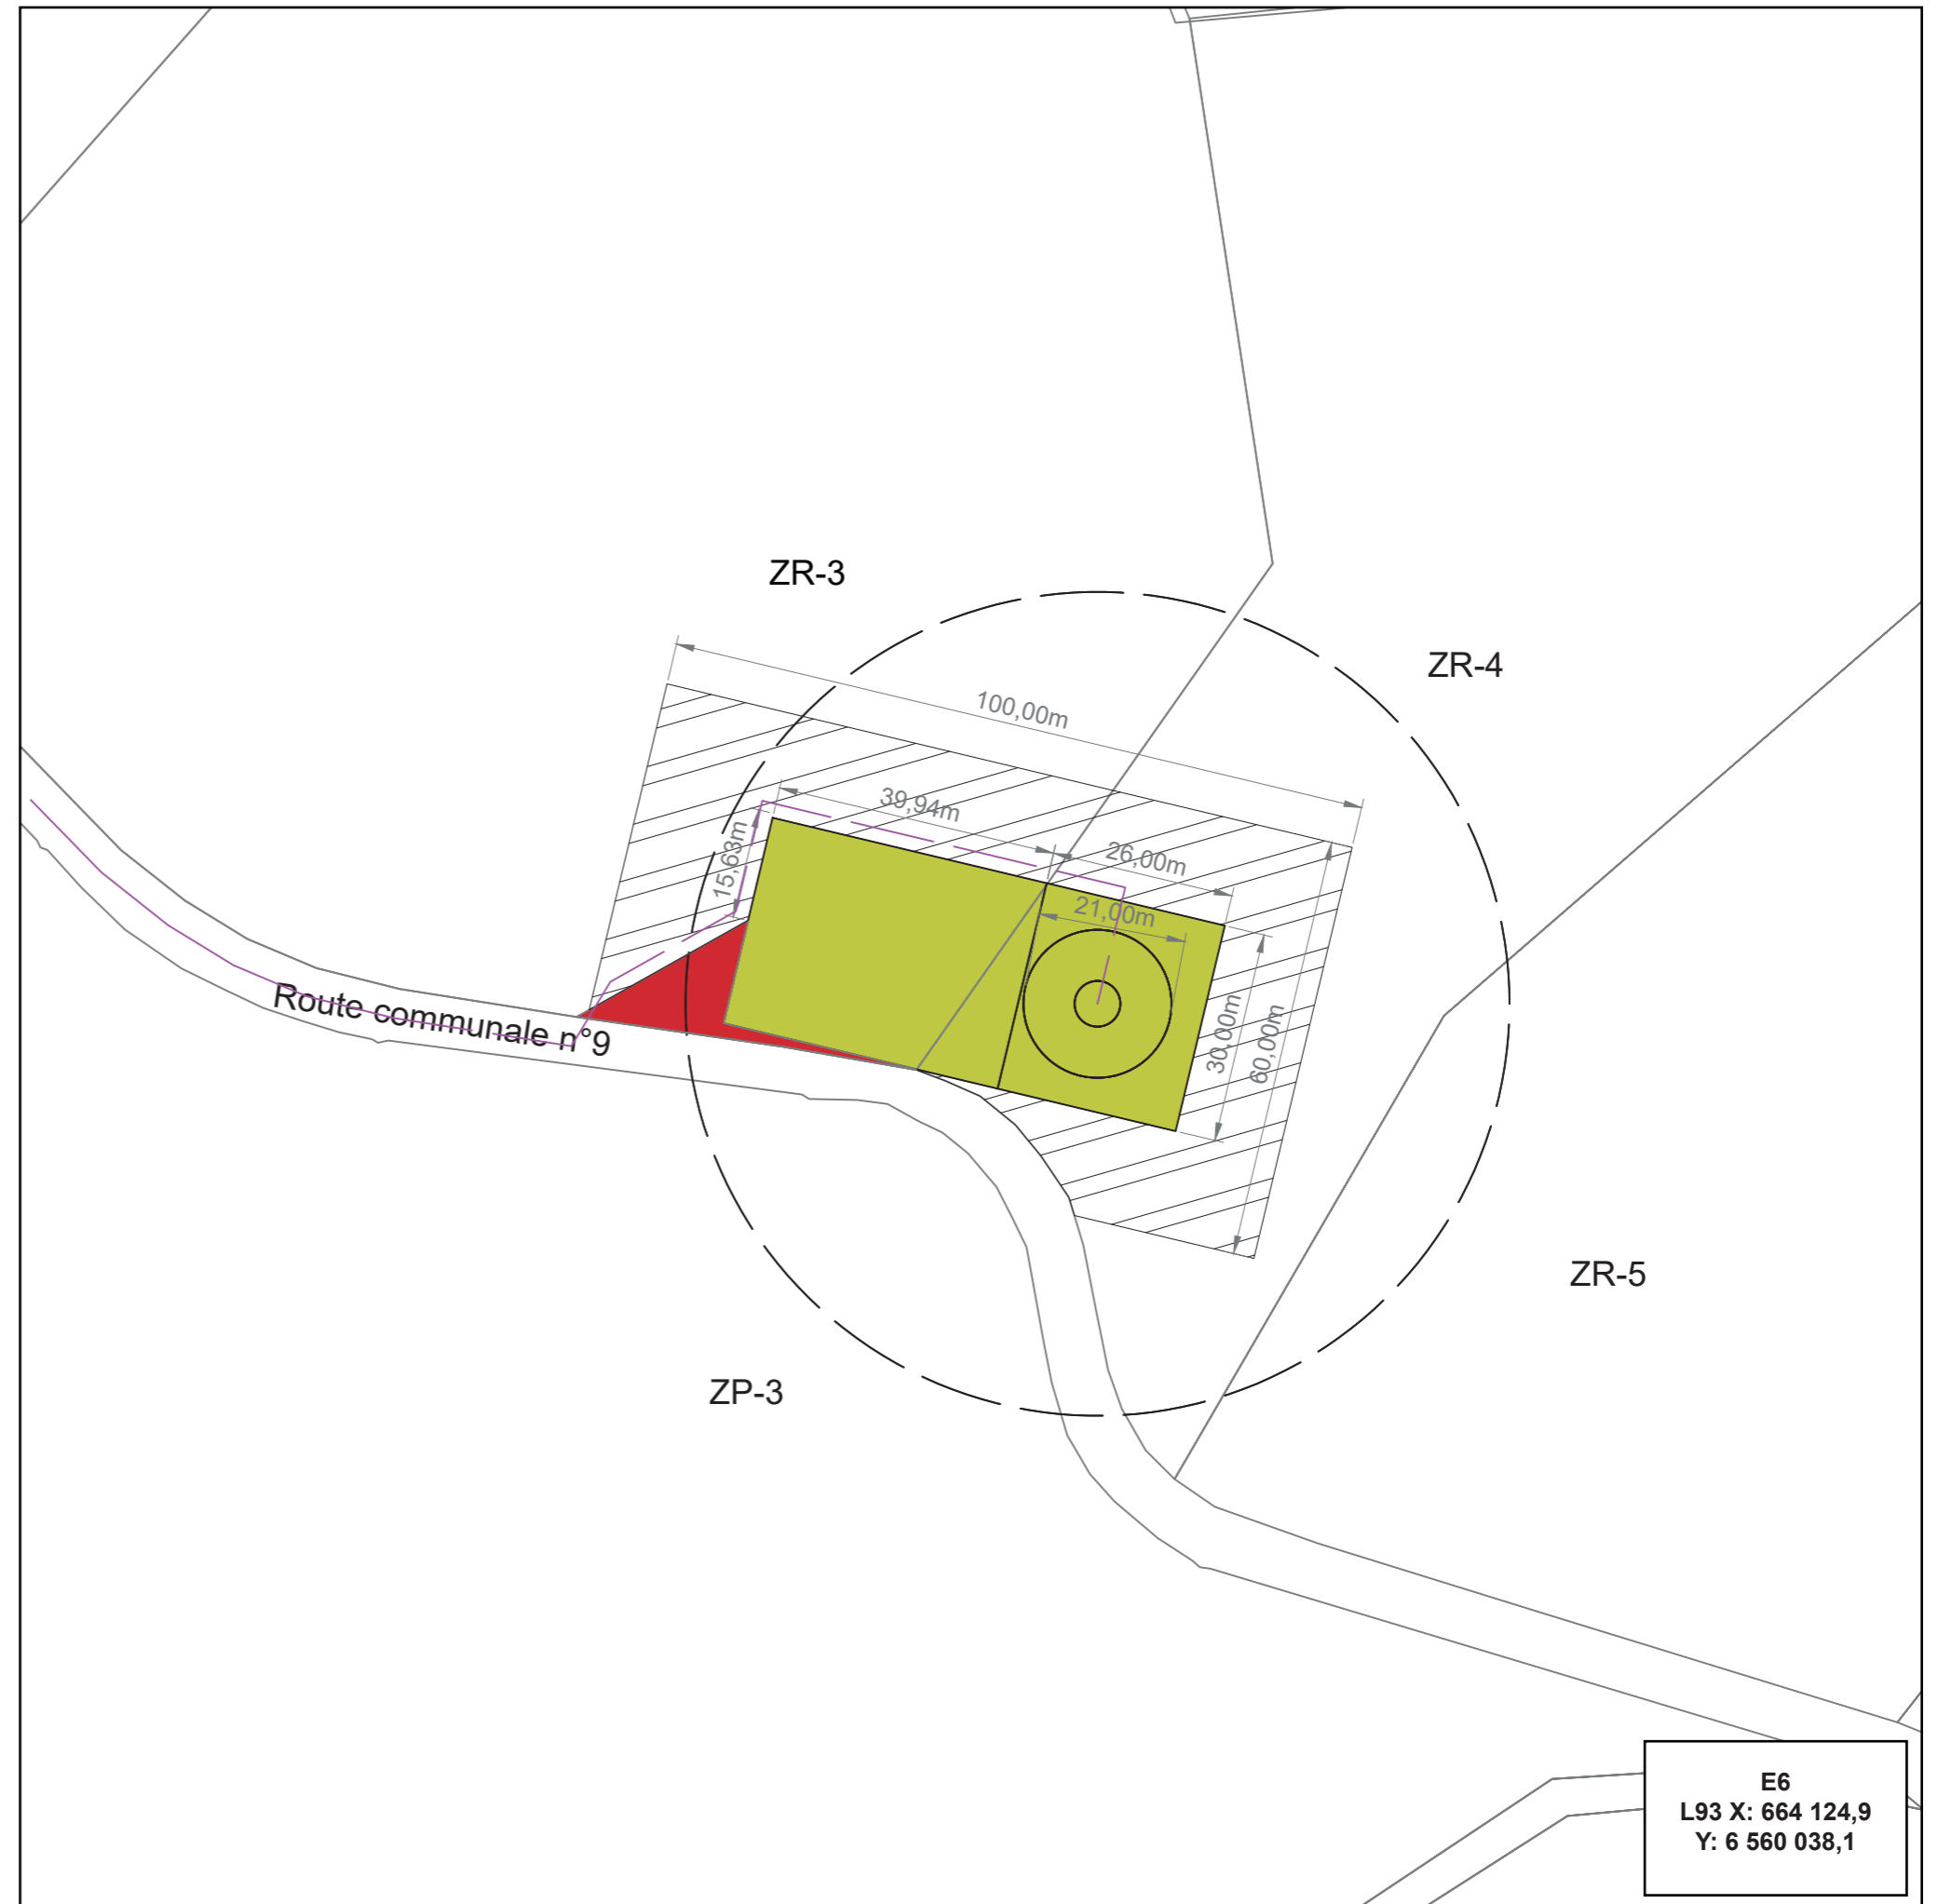 ZR-3
ZR-4
100,00m
39,94m
26,00m
15,63m
21,00m
30,00m
60,00m
Route communale n°9
ZR-5
ZP-3
E6
L93 X: 664 124,9
Y: 6 560 038,1